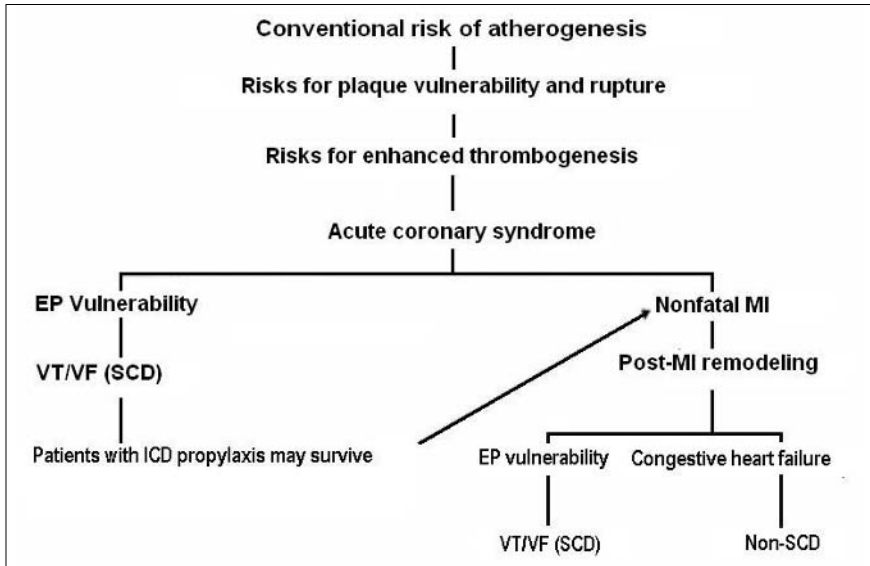 Conventional risk of atherogenesis
Risks for plaque vulnerability and rupture
Risks for enhanced thrombogenesis
Acute coronary syndrome
EP Vulnerability
Nonfatal MI
VT/VF (SCD)
Post-MI remodeling
Patients with ICD propylaxis may survive
EP vulnerability
Congestive heart failure
VT/VF (SCD)
Non-SCD